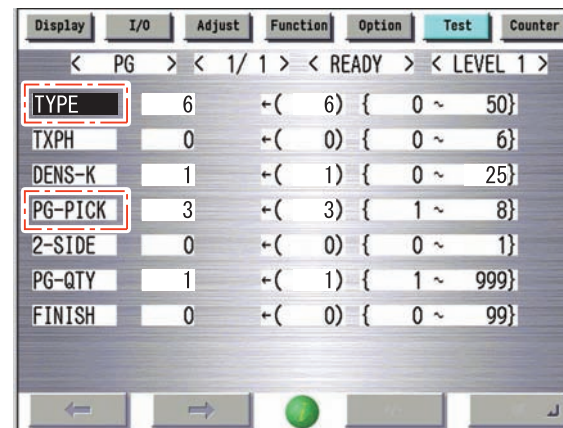 Display I/O Adjust Function Option Test Counter
< PG > < 1/ 1 > < READY > < LEVEL 1 >
TYPE 6 ←( 6) { 0 ~ 50}
TXPH 0 ←( 0) { 0 ~ 6}
DENS-K 1 ←( 1) { 0 ~ 25}
PG-PICK 3 ←( 3) { 1 ~ 8}
2-SIDE 0 ←( 0) { 0 ~ 1}
PG-QTY 1 ←( 1) { 1 ~ 999}
FINISH 0 ←( 0) { 0 ~ 99}